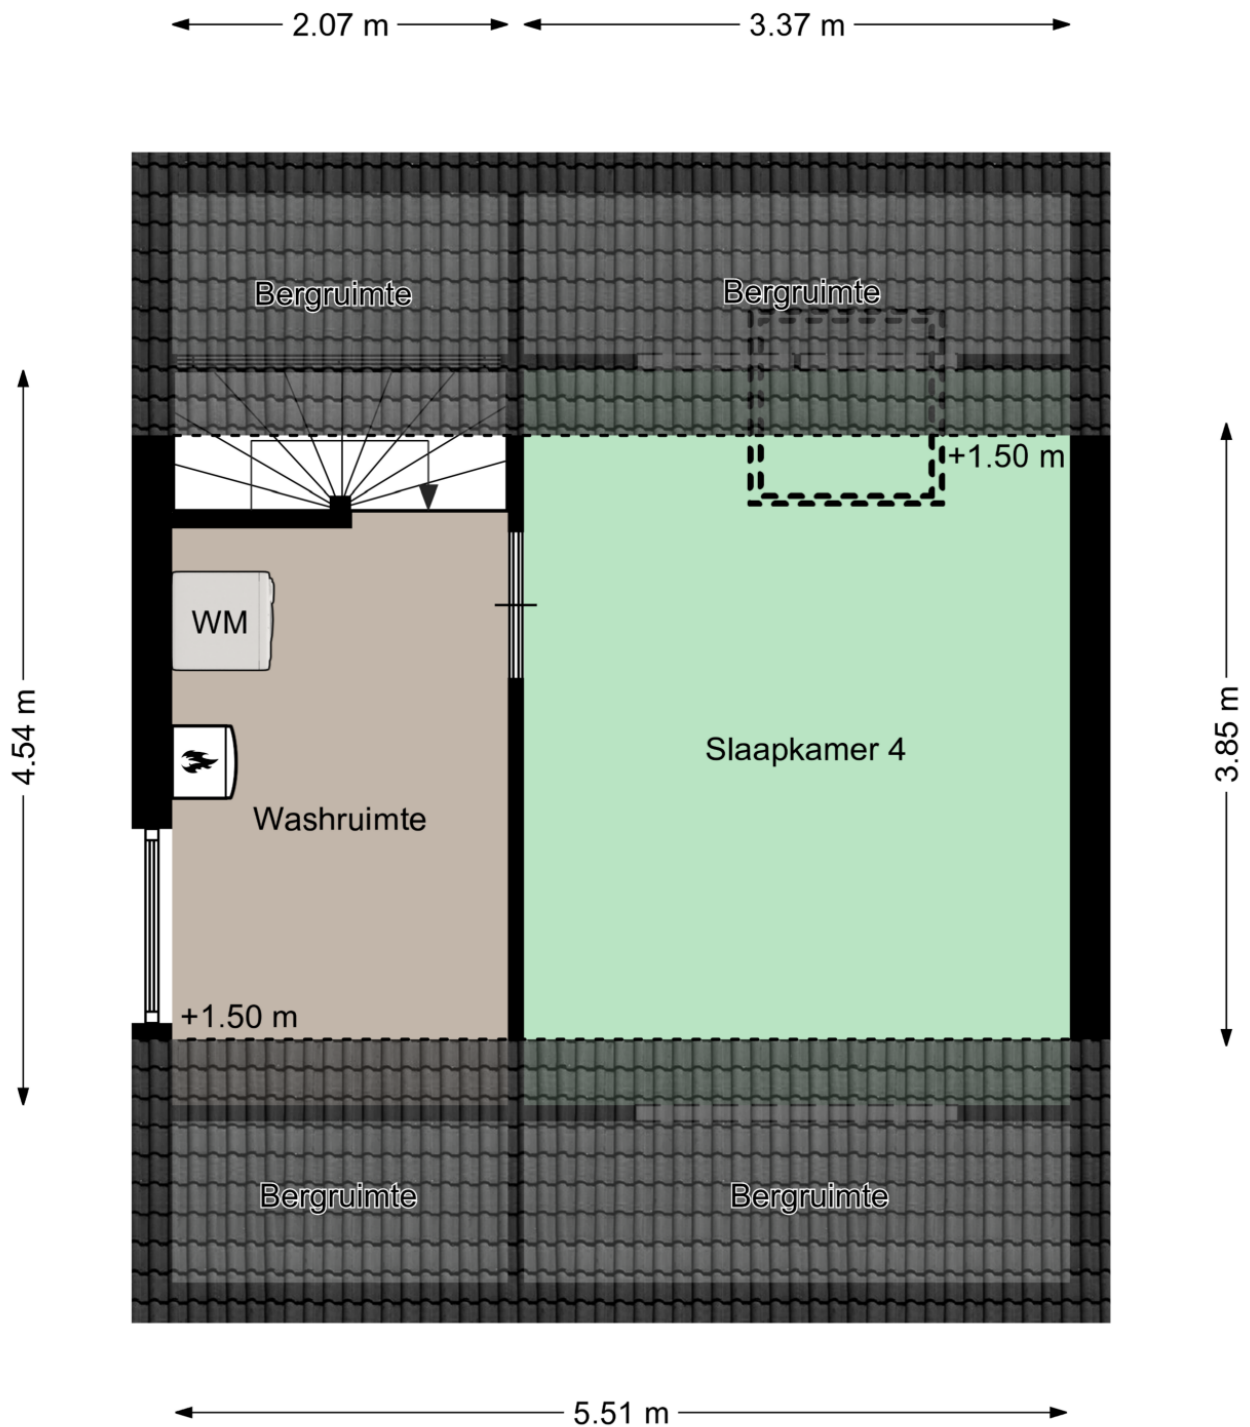 2.07 m
3.37 m
Bergruimte
Bergruimte
+1.50 m
WM
4.54 m
3.85 m
Slaapkamer 4
Washruimte
+1.50 m
Bergruimte
Bergruimte
5.51 m